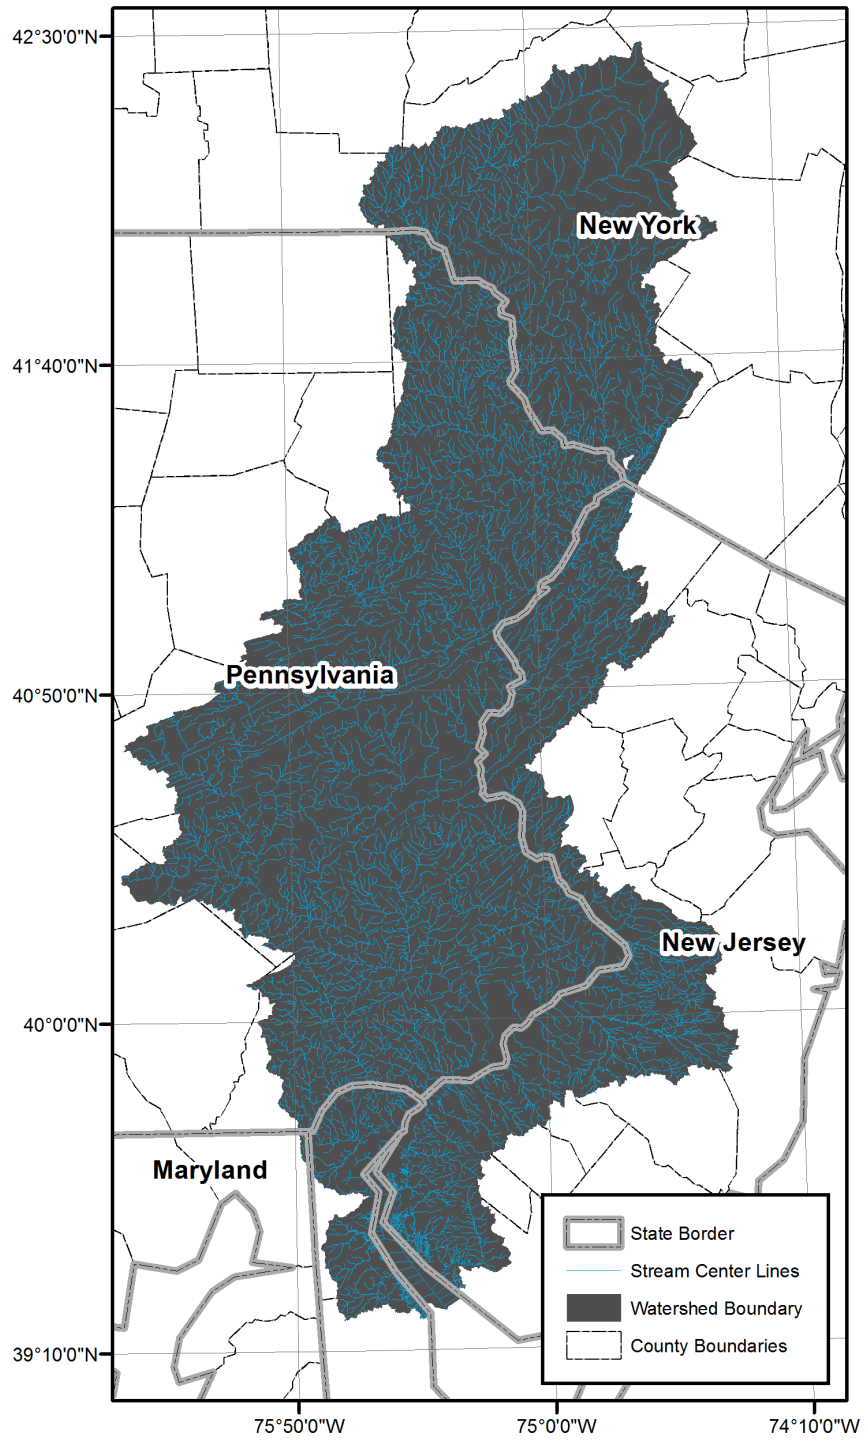 42°30'0"N
New York
41°40'0"N
Pennsylvania
40°50'0"N
New Jersey
40°0'0"N
Maryland
State Border
Stream Center Lines
Watershed Boundary
County Boundaries
39°10'0"N
75°50'0"W
75°0'0"W
74°10'0"W